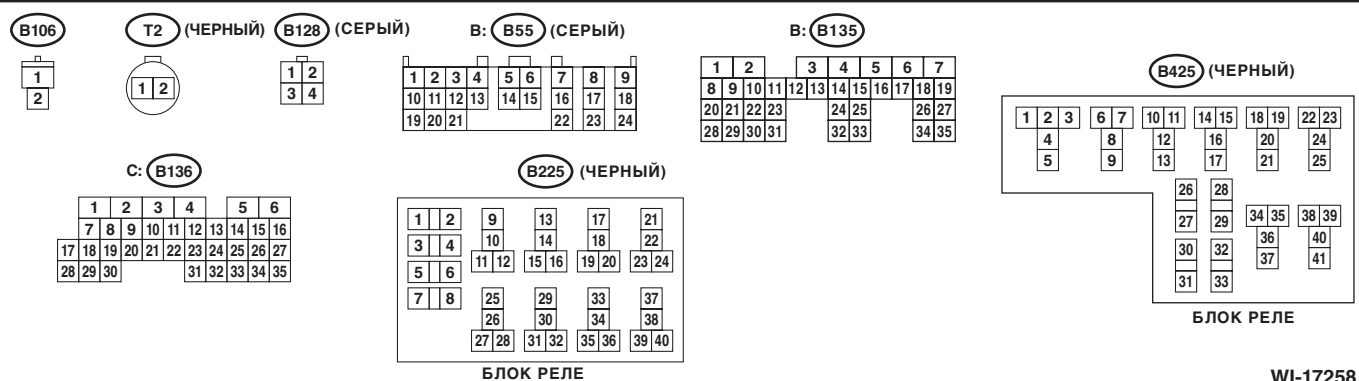 B106
1
2
T2 (ЧЕРНЫЙ)
1 2
B128 (СЕРЫЙ)
1 2
3 4
B: B55 (СЕРЫЙ)
1 2 3 4 5 6 7 8 9
10 11 12 13 14 15 16 17 18
19 20 21 22 23 24
B: B135
1 2 3 4 5 6 7
8 9 10 11 12 13 14 15 16 17 18 19
20 21 22 23 24 25 26 27
28 29 30 31 32 33 34 35
B425 (ЧЕРНЫЙ)
1 2 3 6 7 10 11 14 15 18 19 22 23
4 8 12 16 20 24
5 9 13 17 21 25
26 28
27 29 34 35 38 39
36 40
30 32 37 41
31 33
БЛОК РЕЛЕ
C: B136
1 2 3 4 5 6
7 8 9 10 11 12 13 14 15 16
17 18 19 20 21 22 23 24 25 26 27
28 29 30 31 32 33 34 35
B225 (ЧЕРНЫЙ)
1 2 9 13 17 21
3 4 10 14 18 22
11 12 15 16 19 20 23 24
5 6
7 8 25 29 33 37
26 30 34 38
27 28 31 32 35 36 39 40
БЛОК РЕЛЕ
WI-17258